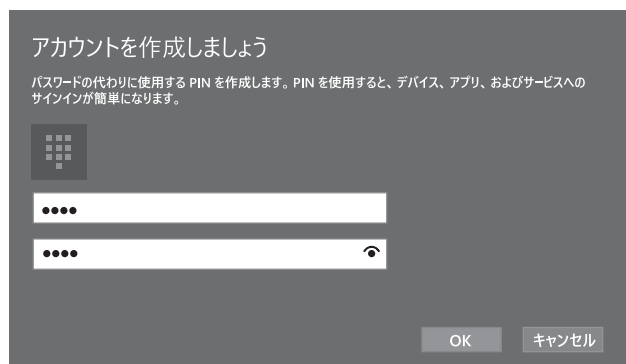 アカウントを作成しましょう
パスワードの代わりに使用する PIN を作成します。PIN を使用すると、デバイス、アプリ、およびサービスへの
サインインが簡単になります。
••••
••••
OK
キャンセル